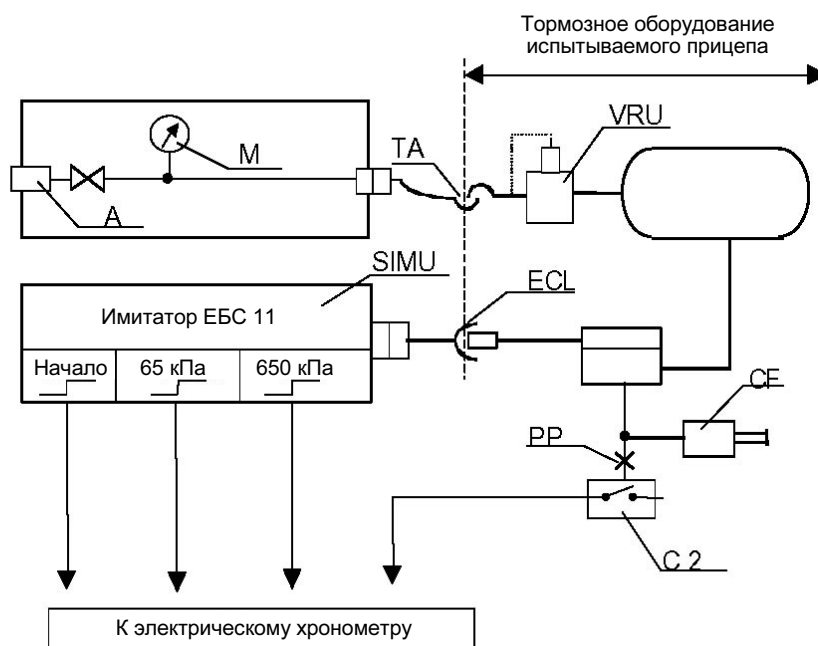 Тормозное оборудование
испытываемого прицепа
VRU
TA
M
A
SIMU
ECL
Имитатор ЕБС 11
Начало
65 кПа
650 кПа
CF
PP
C 2
К электрическому хронометру